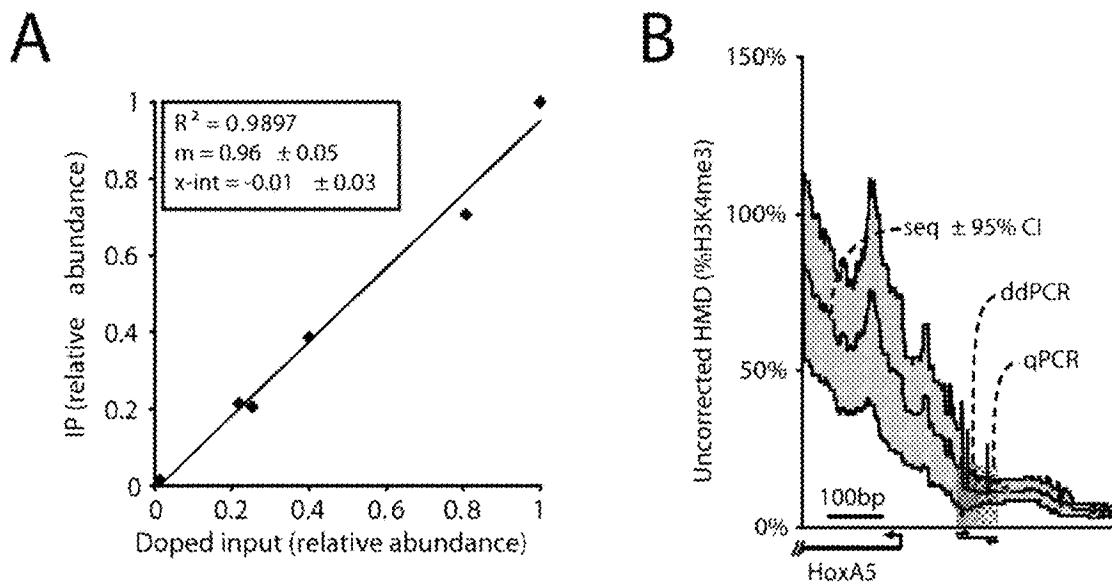 A
IP (relative abundance)
1
0.8
0.6
0.4
0.2
0
R² = 0.9897
m = 0.96 ± 0.05
x-int = -0.01 ± 0.03
0 0.2 0.4 0.6 0.8 1
Doped input (relative abundance)
B
Uncorrected HMD (%H3K4me3)
150%
100%
50%
0%
seq ± 95% CI
ddPCR
qPCR
100bp
HoxA5